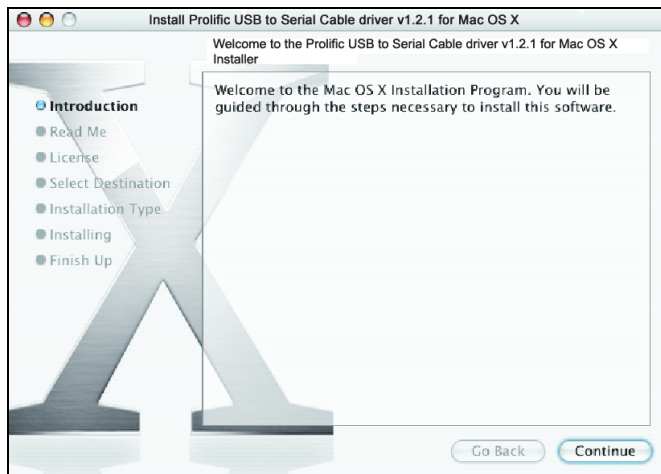 Install Prolific USB to Serial Cable driver v1.2.1 for Mac OS X
Welcome to the Prolific USB to Serial Cable driver v1.2.1 for Mac OS X
Installer
Introduction
Read Me
License
Select Destination
Installation Type
Installing
Finish Up
Welcome to the Mac OS X Installation Program. You will be
guided through the steps necessary to install this software.
Go Back
Continue